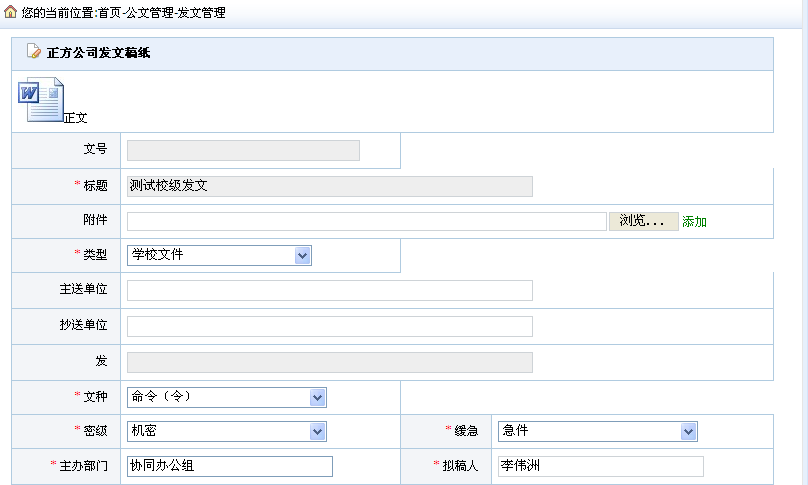 您的当前位置:首页-公文管理-发文管理
正方公司发文稿纸
正文
文号
* 标题 测试校级发文
附件 浏览... 添加
* 类型 学校文件
主送单位
抄送单位
发
* 文种 命令（令）
* 密级 机密 * 缓急 急件
* 主办部门 协同办公组 * 拟稿人 李伟洲